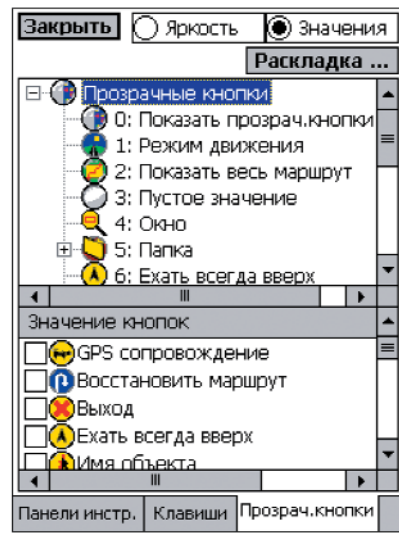 Закрыть Яркость Значения
Раскладка ...
Прозрачные кнопки
0: Показать прозрач.кнопки
1: Режим движения
2: Показать весь маршрут
3: Пустое значение
4: Окно
5: Папка
6: Ехать всегда вверх
Значение кнопок
GPS сопровождение
Восстановить маршрут
Выход
Ехать всегда вверх
Имя объекта
Панели инстр. Клавиши Прозрач.кнопки